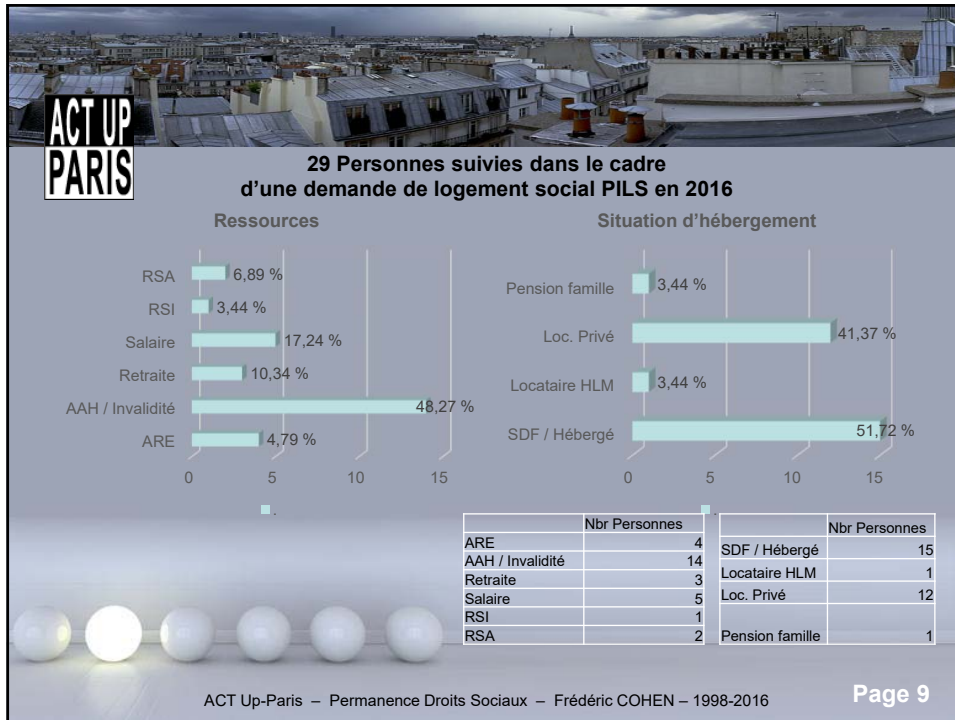 ACT UP
PARIS
29 Personnes suivies dans le cadre
d’une demande de logement social PILS en 2016
Ressources
RSA 6,89 %
RSI 3,44 %
Salaire 17,24 %
Retraite 10,34 %
AAH / Invalidité 48,27 %
ARE 4,79 %
0 5 10 15
.
Situation d’hébergement
Pension famille 3,44 %
Loc. Privé 41,37 %
Locataire HLM 3,44 %
SDF / Hébergé 51,72 %
0 5 10 15
.
Nbr Personnes
ARE 4
AAH / Invalidité 14
Retraite 3
Salaire 5
RSI 1
RSA 2
Nbr Personnes
SDF / Hébergé 15
Locataire HLM 1
Loc. Privé 12
Pension famille 1
ACT Up-Paris – Permanence Droits Sociaux – Frédéric COHEN – 1998-2016
Page 9